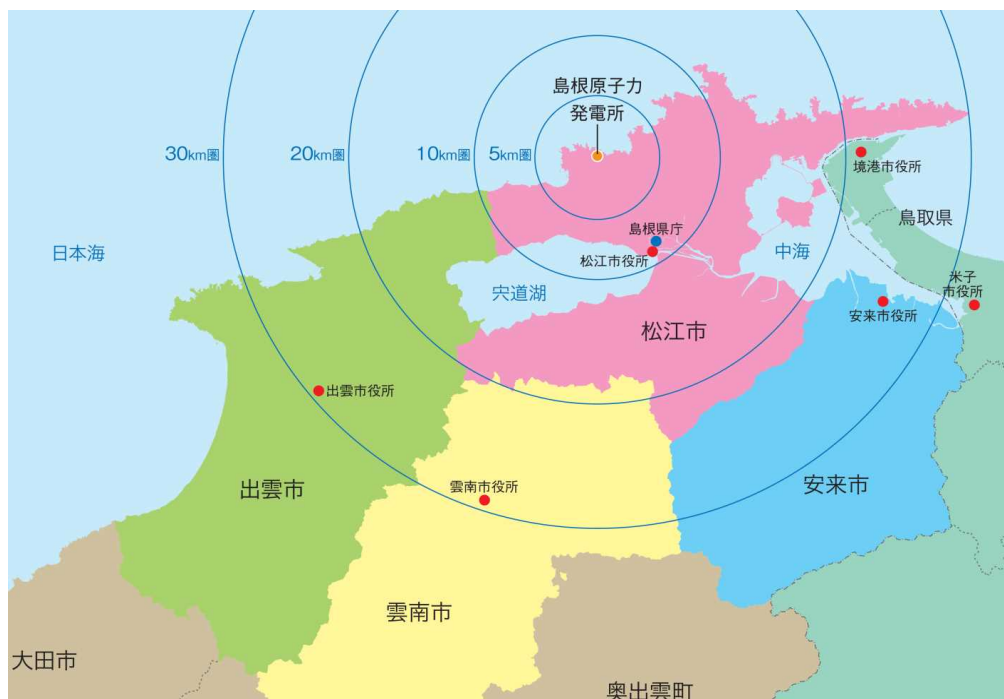 島根原子力
発電所
30km圏
20km圏
10km圏
5km圏
境港市役所
鳥取県
島根県庁
松江市役所
中海
日本海
宍道湖
米子
市役所
安来市役所
松江市
出雲市役所
出雲市
雲南市役所
安来市
雲南市
大田市
奥出雲町